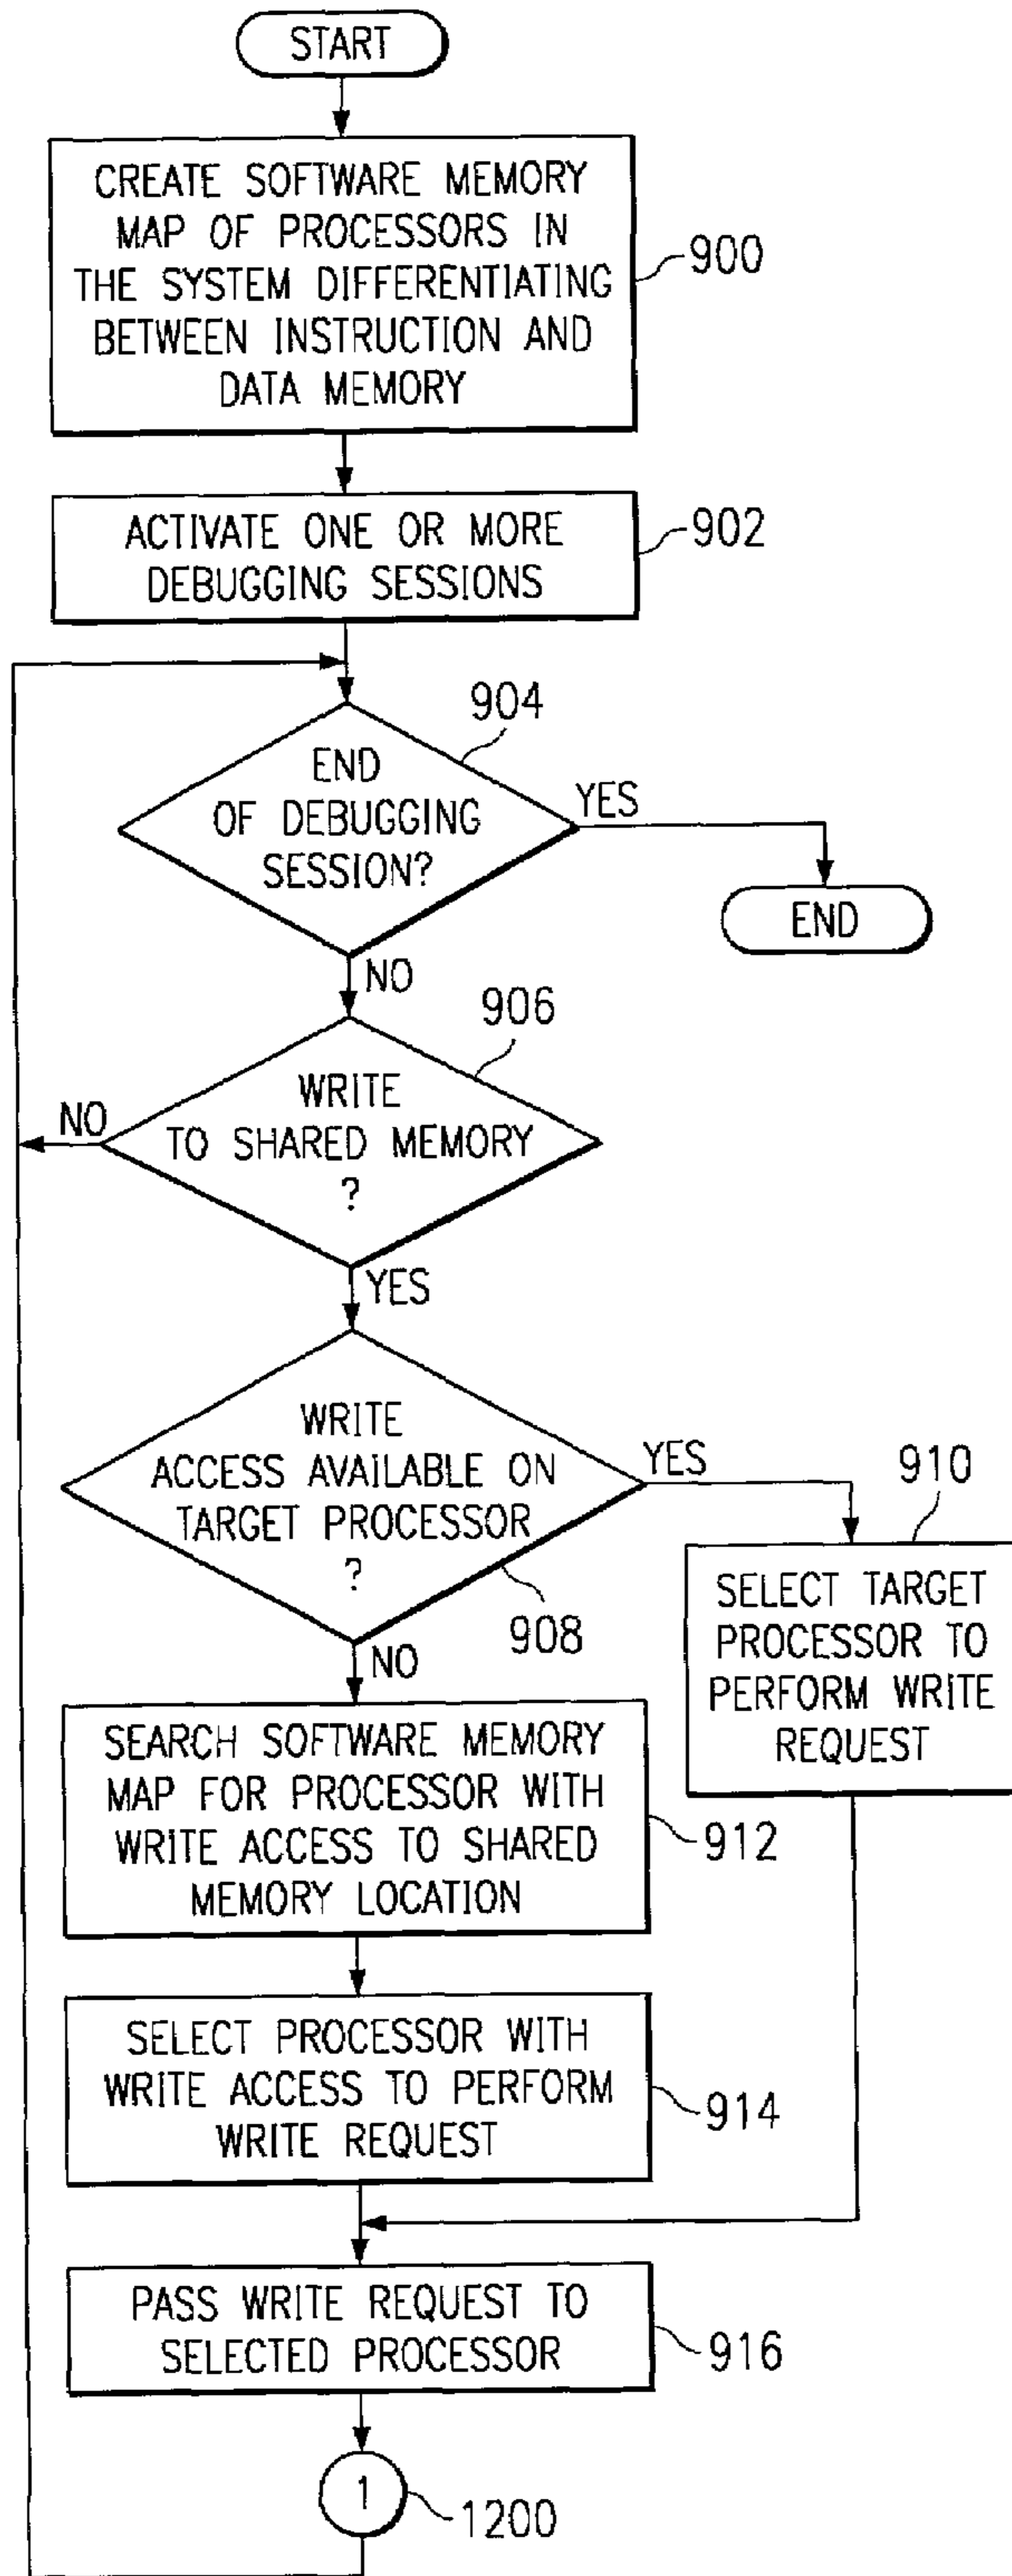 START
CREATE SOFTWARE MEMORY
MAP OF PROCESSORS IN
THE SYSTEM DIFFERENTIATING
BETWEEN INSTRUCTION AND
DATA MEMORY
900
ACTIVATE ONE OR MORE
DEBUGGING SESSIONS
902
904
END
OF DEBUGGING
SESSION?
YES
END
NO
906
WRITE
TO SHARED MEMORY
?
NO
YES
WRITE
ACCESS AVAILABLE ON
TARGET PROCESSOR
?
YES
908
NO
910
SELECT TARGET
PROCESSOR TO
PERFORM WRITE
REQUEST
SEARCH SOFTWARE MEMORY
MAP FOR PROCESSOR WITH
WRITE ACCESS TO SHARED
MEMORY LOCATION
912
SELECT PROCESSOR WITH
WRITE ACCESS TO PERFORM
WRITE REQUEST
914
PASS WRITE REQUEST TO
SELECTED PROCESSOR
916
1
1200